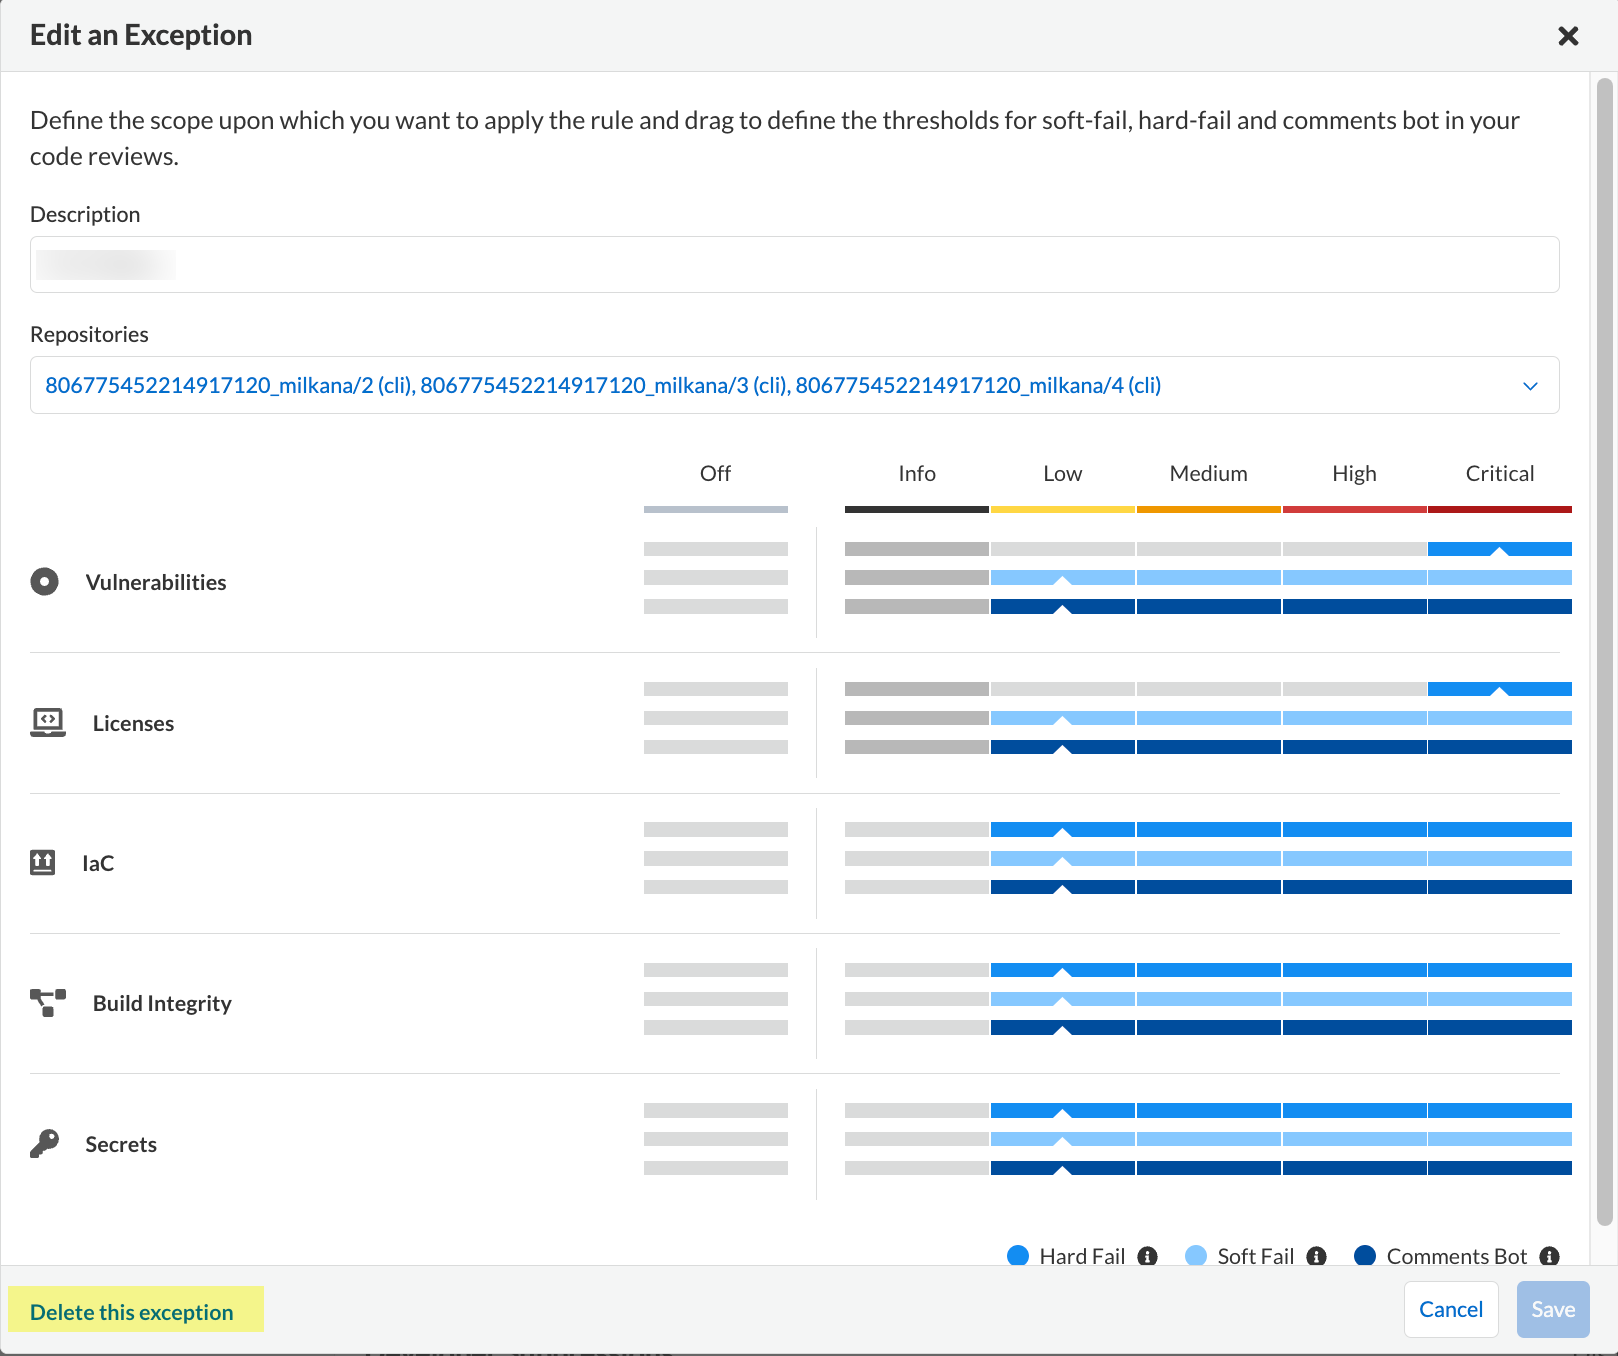 Edit an Exception
Define the scope upon which you want to apply the rule and drag to define the thresholds for soft-fail, hard-fail and comments bot in your
code reviews.
Description
Repositories
806775452214917120_milkana/2 (cli), 806775452214917120_milkana/3 (cli), 806775452214917120_milkana/4 (cli)
Off Info Low Medium High Critical
Vulnerabilities
Licenses
IaC
Build Integrity
Secrets
Hard Fail Soft Fail Comments Bot
Delete this exception Cancel Save